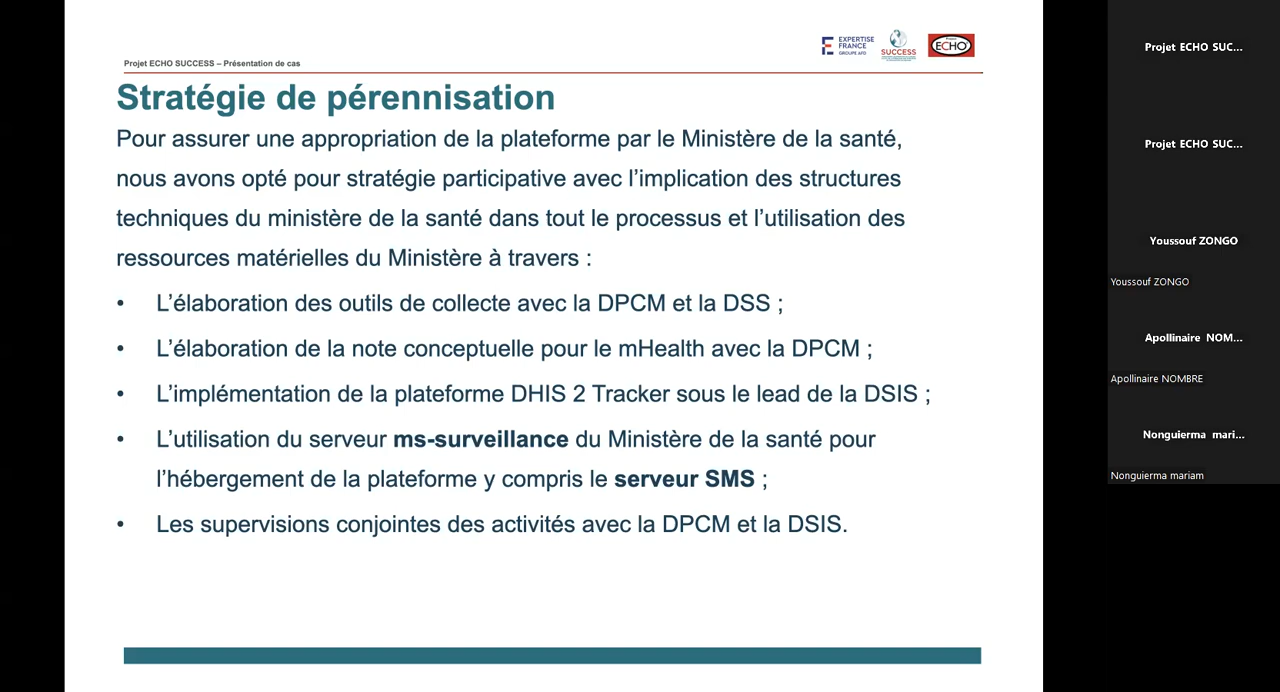 Projet ECHO SUCCESS – Présentation de cas
EXPERTISE
FRANCE
GROUPE AFD
SUCCESS
ECHO
Stratégie de pérennisation
Pour assurer une appropriation de la plateforme par le Ministère de la santé,
nous avons opté pour stratégie participative avec l’implication des structures
techniques du ministère de la santé dans tout le processus et l’utilisation des
ressources matérielles du Ministère à travers :
• L’élaboration des outils de collecte avec la DPCM et la DSS ;
• L’élaboration de la note conceptuelle pour le mHealth avec la DPCM ;
• L’implémentation de la plateforme DHIS 2 Tracker sous le lead de la DSIS ;
• L’utilisation du serveur ms-surveillance du Ministère de la santé pour
l’hébergement de la plateforme y compris le serveur SMS ;
• Les supervisions conjointes des activités avec la DPCM et la DSIS.
Projet ECHO SUC...
Projet ECHO SUC...
Youssouf ZONGO
Youssouf ZONGO
Apollinaire NOM...
Apollinaire NOMBRE
Nonguierma mari...
Nonguierma mariam